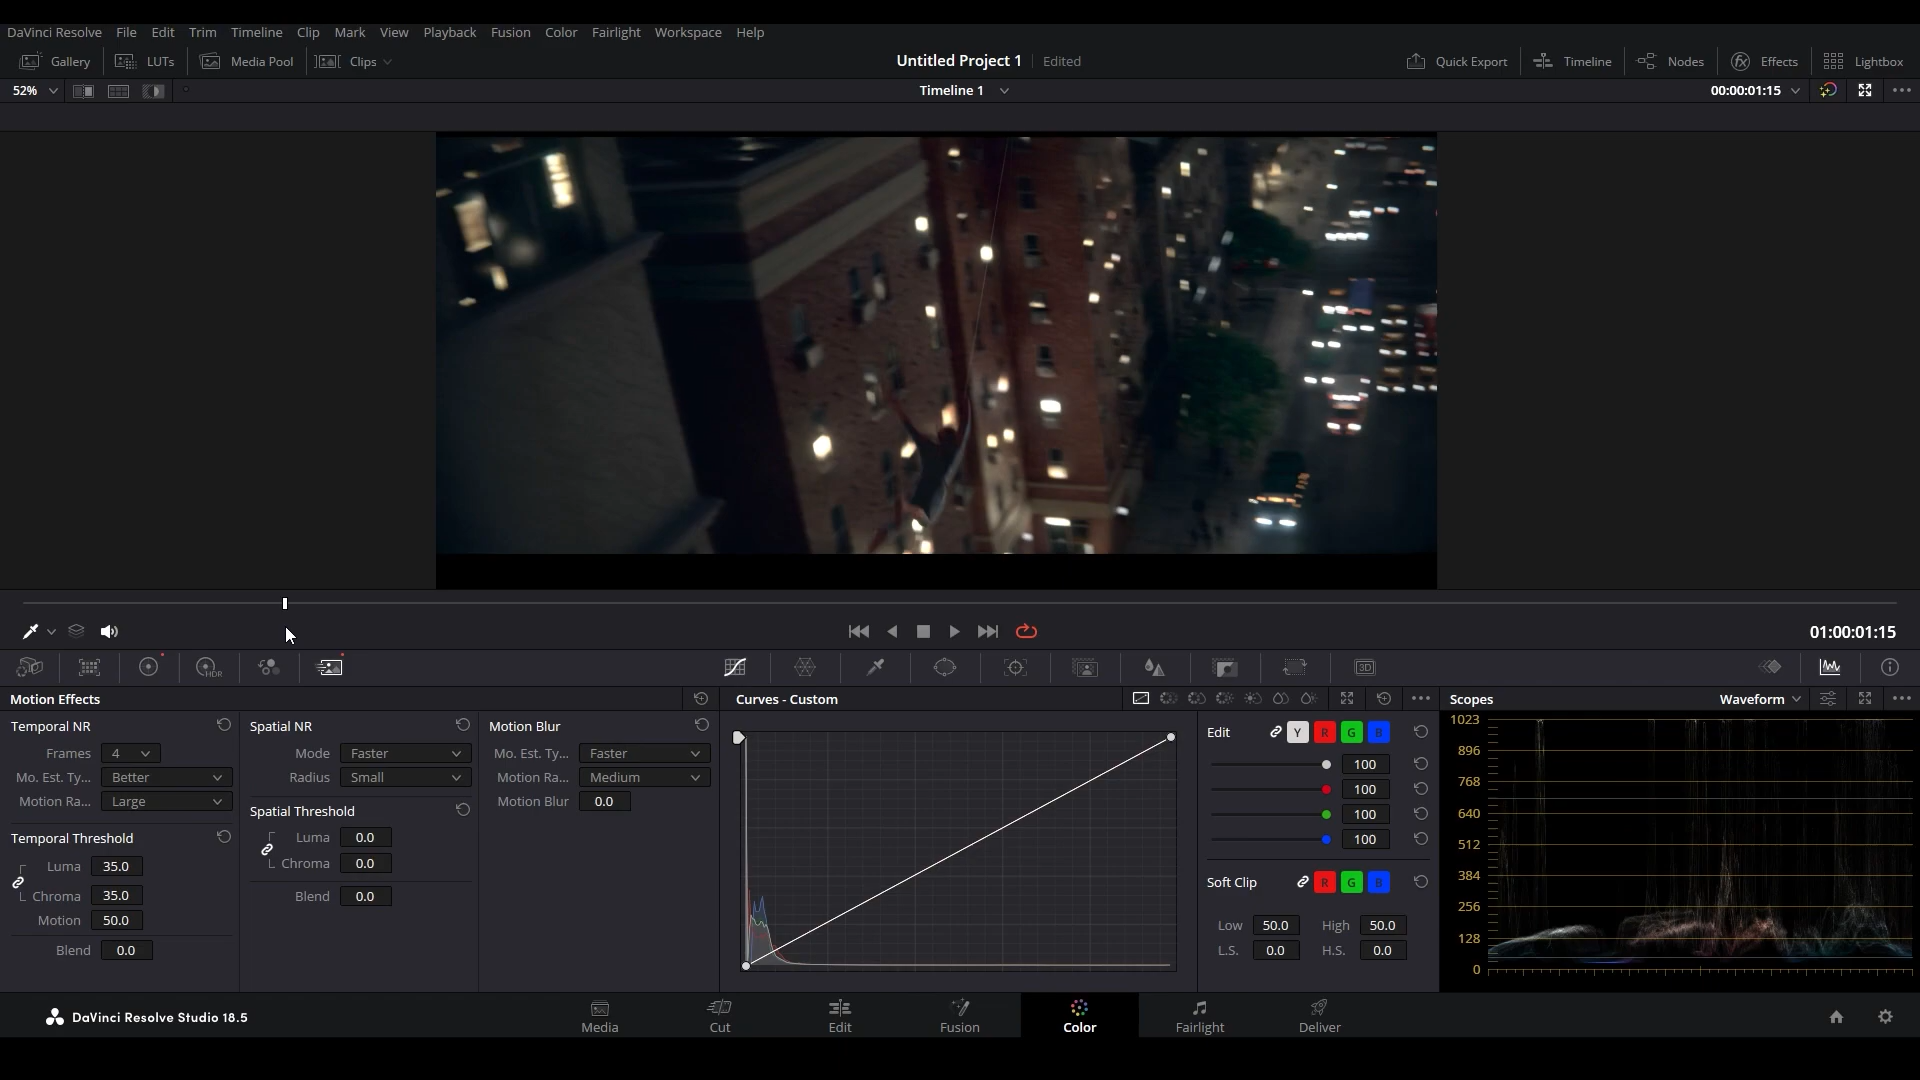 DaVinci Resolve File Edit Trim Timeline Clip Mark View Playback Fusion Color Fairlight Workspace Help
Gallery LUTs Media Pool Clips Untitled Project 1 Edited Quick Export Timeline Nodes Effects Lightbox
52% Timeline 1 00:00:01:15
01:00:01:15
HDR 3D
Motion Effects
Temporal NR
Frames 4
Mo. Est. Ty... Better
Motion Ra... Large
Temporal Threshold
Luma 35.0
Chroma 35.0
Motion 50.0
Blend 0.0
Spatial NR
Mode Faster
Radius Small
Spatial Threshold
Luma 0.0
Chroma 0.0
Blend 0.0
Motion Blur
Mo. Est. Ty... Faster
Motion Ra... Medium
Motion Blur 0.0
Curves - Custom
Edit Y R G B
100
100
100
100
Soft Clip R G B
Low 50.0 High 50.0
L.S. 0.0 H.S. 0.0
Scopes Waveform
1023
896
768
640
512
384
256
128
0
DaVinci Resolve Studio 18.5
Media Cut Edit Fusion Color Fairlight Deliver